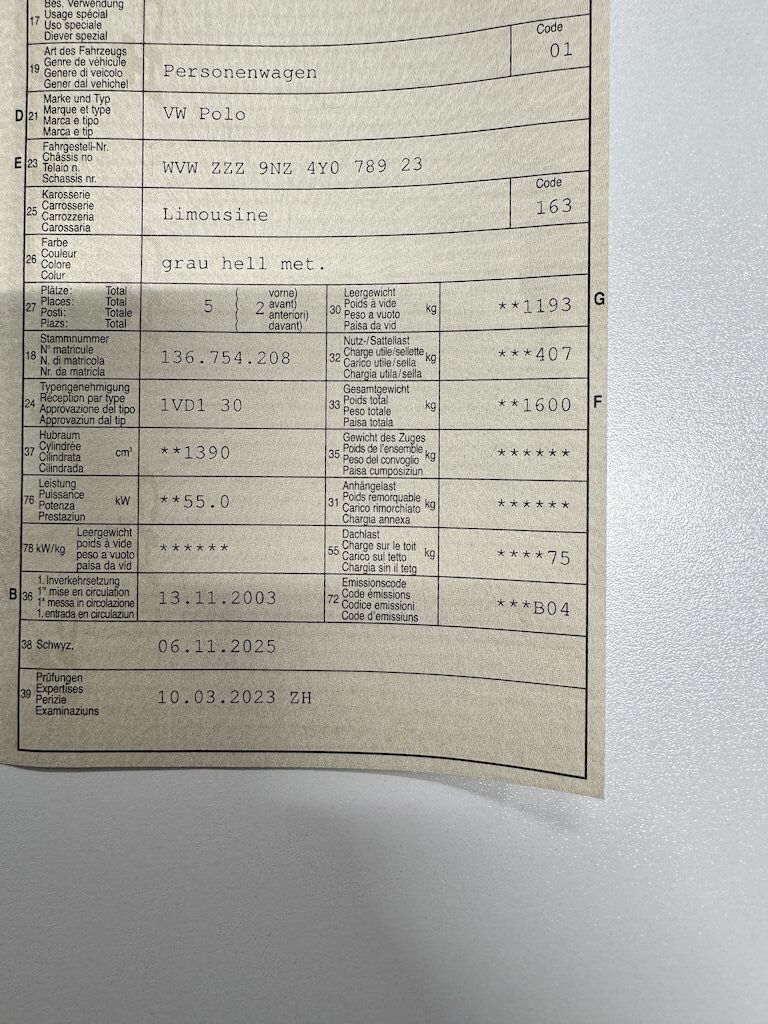 Bes. Verwendung
17 Usage spécial
Uso speciale
Diever spezial
Art des Fahrzeugs
19 Genre de véhicule
Genere di veicolo
Gener dal vehichel
Personenwagen
Code
01
D 21 Marke und Typ
Marque et type
Marca e tipo
Marca e tip
VW Polo
E 23 Fahrgestell-Nr.
Châssis no
Telaio n.
Schassis nr.
WVW ZZZ 9NZ 4Y0 789 23
25 Karosserie
Carrosserie
Carrozzeria
Carossaria
Limousine
Code
163
26 Farbe
Couleur
Colore
Colur
grau hell met.
27 Plätze: Total
Places: Total
Posti: Totale
Plazs: Total
5 { 2 vorne)
avant)
anteriori)
davant)
30 Leergewicht
Poids à vide
Peso a vuoto
Paisa da vid
kg
**1193
G
18 Stammnummer
N° matricule
N. di matricola
Nr. da matricla
136.754.208
32 Nutz-/Sattellast
Charge utile/sellette
Carico utile/sella
Chargia utila/sella
kg
***407
24 Typengenehmigung
Réception par type
Approvazione del tipo
Approvaziun dal tip
1VD1 30
33 Gesamtgewicht
Poids total
Peso totale
Paisa totala
kg
**1600
F
37 Hubraum
Cylindrée
Cilindrata
Cilindrada
cm³
**1390
35 Gewicht des Zuges
Poids de l'ensemble
Peso del convoglio
Paisa cumposiziun
kg
******
76 Leistung
Puissance
Potenza
Prestaziun
kW
**55.0
31 Anhängelast
Poids remorquable
Carico rimorchiato
Chargia annexa
kg
******
78 kW/kg Leergewicht
poids à vide
peso a vuoto
paisa da vid
******
55 Dachlast
Charge sur le toit
Carico sul tetto
Chargia sin il tetg
kg
****75
B 36 1. Inverkehrsetzung
1re mise en circulation
1a messa in circolazione
1. entrada en circulaziun
13.11.2003
72 Emissionscode
Code émissions
Codice emissioni
Code d'emissiuns
***B04
38 Schwyz,
06.11.2025
39 Prüfungen
Expertises
Perizie
Examinaziuns
10.03.2023 ZH